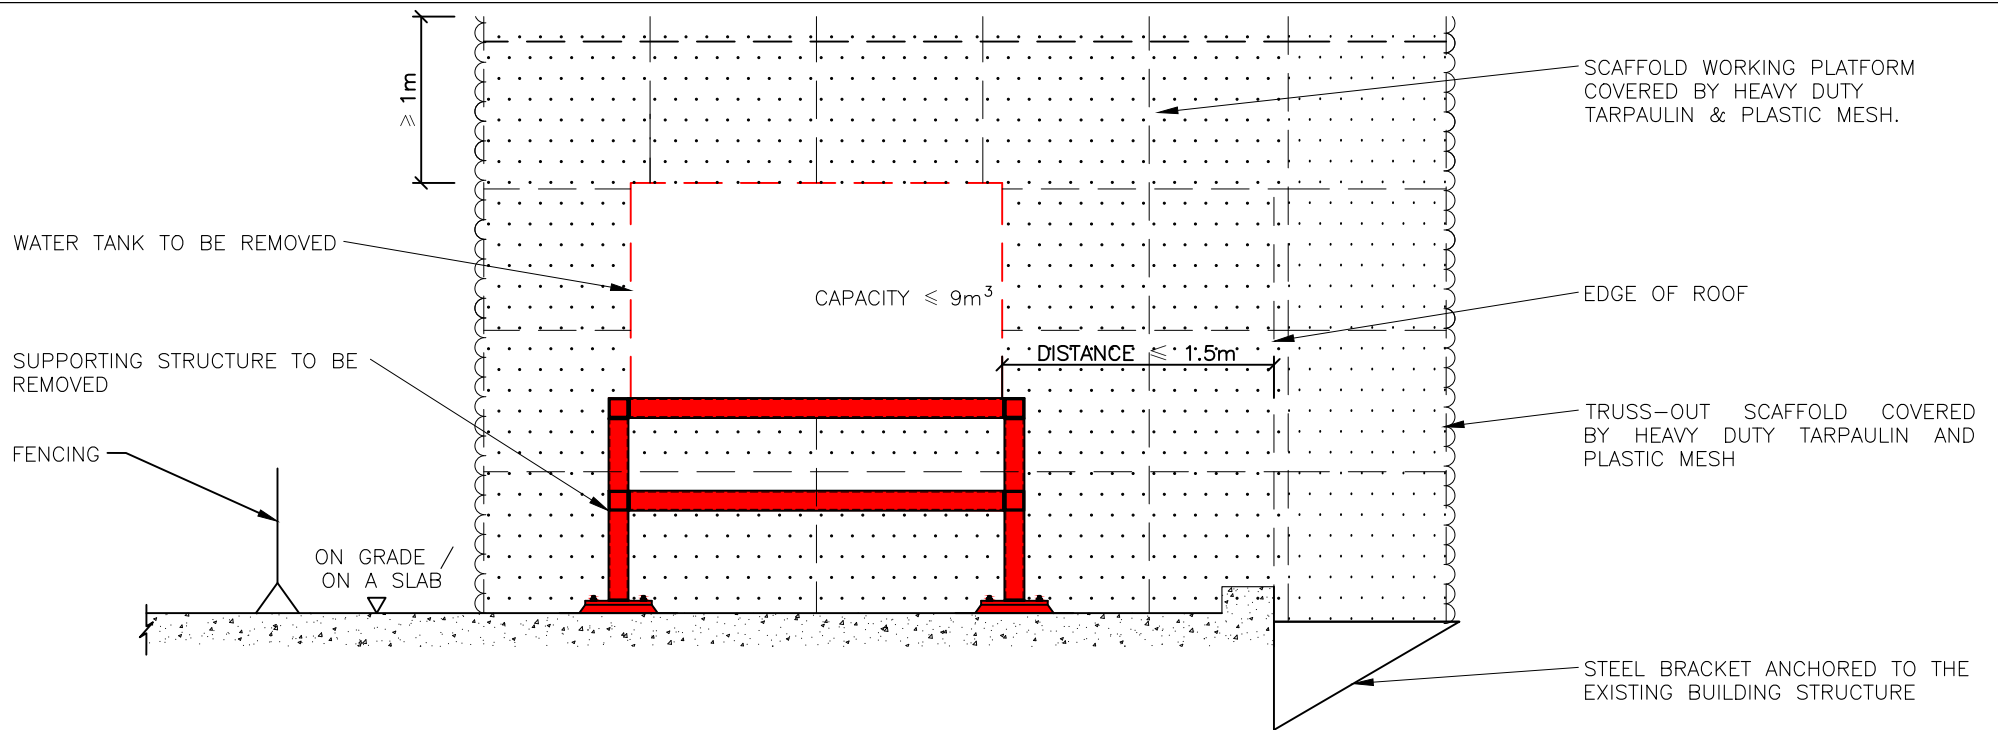 ≥ 1m
SCAFFOLD WORKING PLATFORM
COVERED BY HEAVY DUTY
TARPAULIN & PLASTIC MESH.
WATER TANK TO BE REMOVED
CAPACITY ≤ 9m³
EDGE OF ROOF
DISTANCE ≤ 1.5m
SUPPORTING STRUCTURE TO BE
REMOVED
TRUSS-OUT SCAFFOLD COVERED
BY HEAVY DUTY TARPAULIN AND
PLASTIC MESH
FENCING
ON GRADE /
ON A SLAB
STEEL BRACKET ANCHORED TO THE
EXISTING BUILDING STRUCTURE